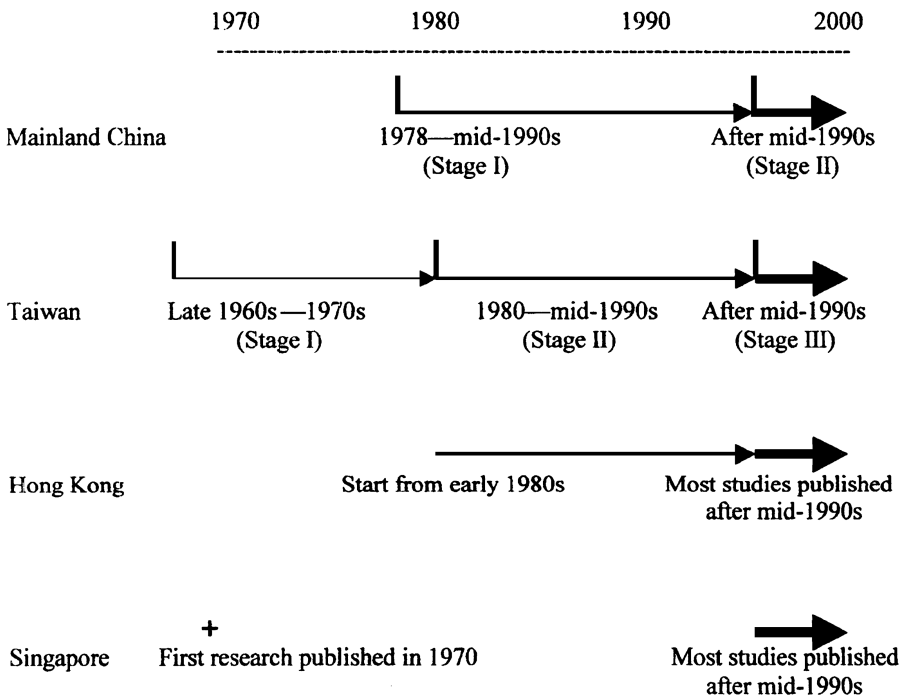 1970 1980 1990 2000
Mainland China
1978—mid-1990s
(Stage I)
After mid-1990s
(Stage II)
Taiwan
Late 1960s—1970s
(Stage I)
1980—mid-1990s
(Stage II)
After mid-1990s
(Stage III)
Hong Kong
Start from early 1980s
Most studies published
after mid-1990s
Singapore
First research published in 1970
Most studies published
after mid-1990s